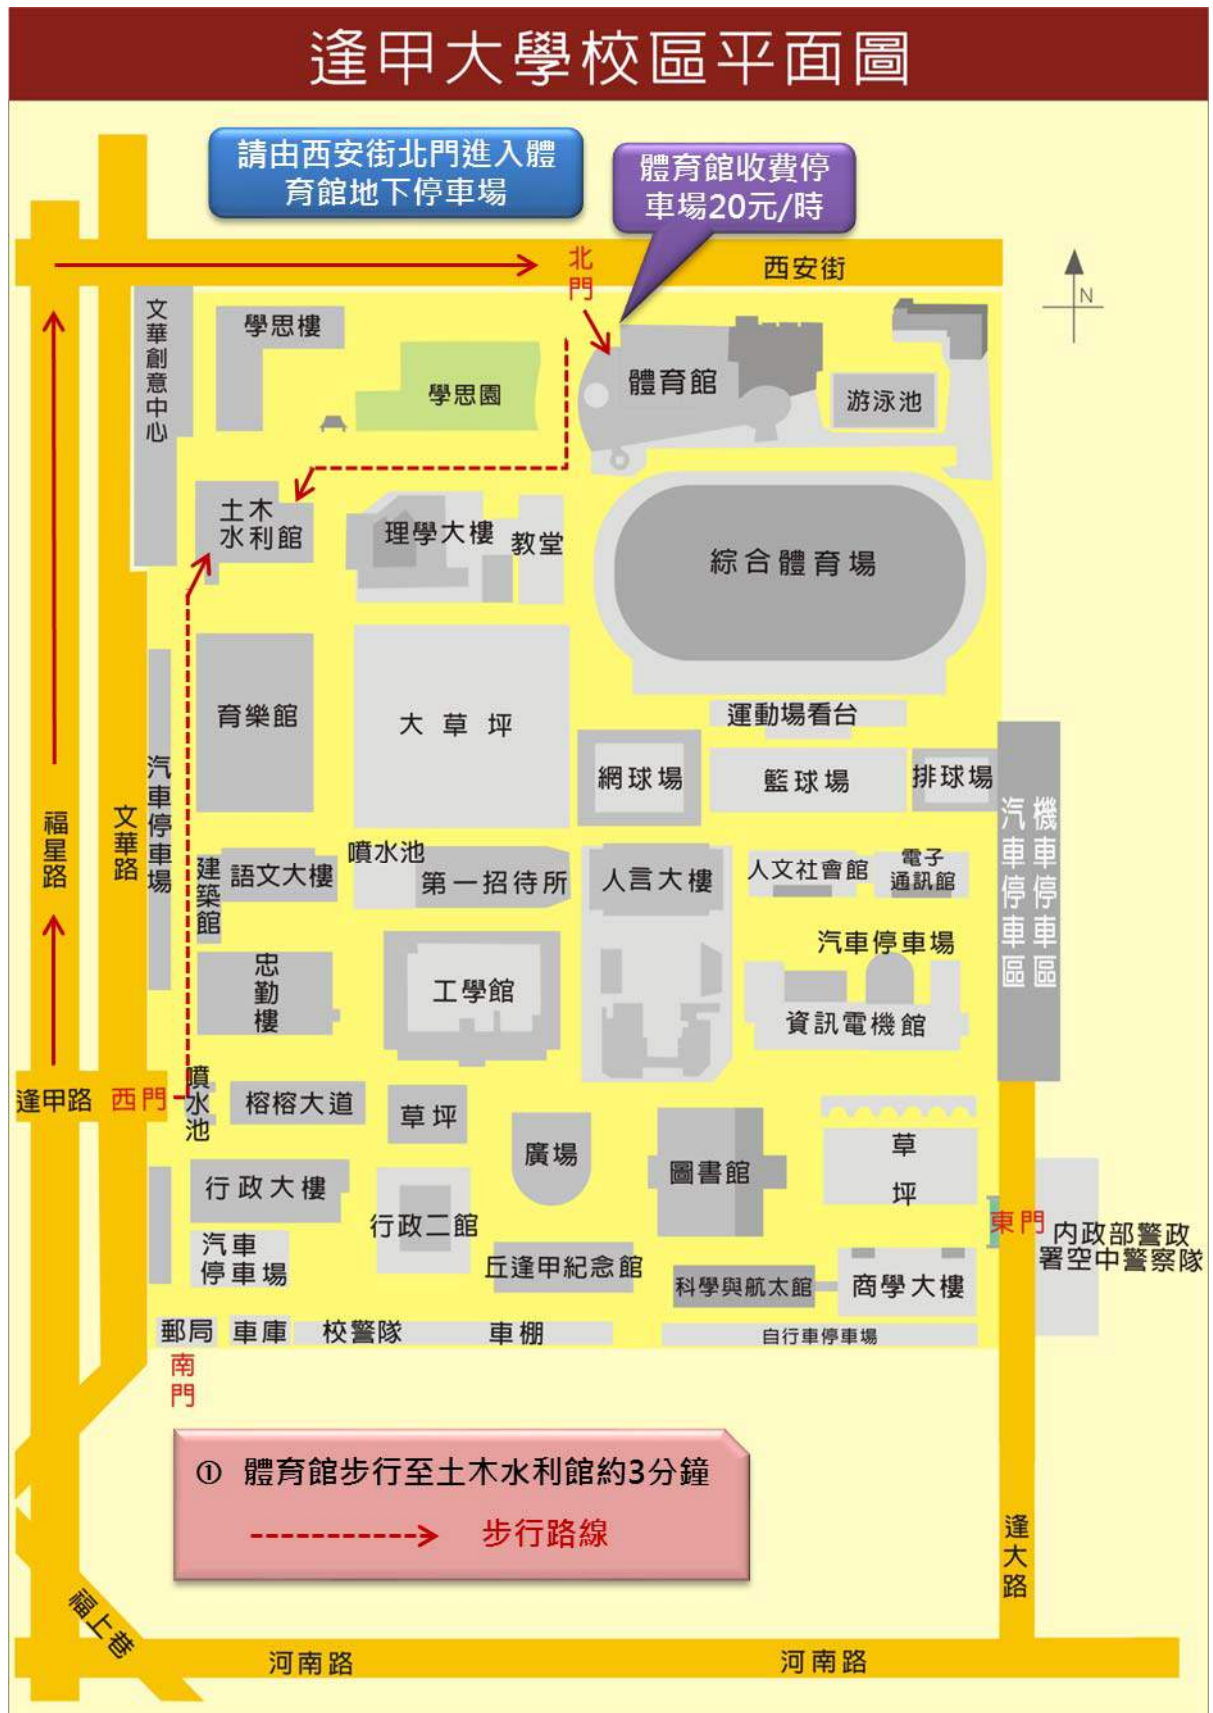 逢甲大學校區平面圖
請由西安街北門進入體
育館地下停車場
體育館收費停
車場20元/時
北門
西安街
N
文華創意中心
學思樓
學思園
體育館
游泳池
土木
水利館
理學大樓
教堂
綜合體育場
育樂館
大草坪
運動場看台
網球場
籃球場
排球場
汽車停車場
福星路
文華路
汽車停車區
機車停車區
建築館
語文大樓
噴水池
第一招待所
人言大樓
人文社會館
電子
通訊館
汽車停車場
忠勤樓
工學館
資訊電機館
逢甲路
西門
噴水池
榕榕大道
草坪
廣場
圖書館
草
坪
行政大樓
行政二館
東門
內政部警政
署空中警察隊
汽車
停車場
丘逢甲紀念館
科學與航太館
商學大樓
郵局
車庫
校警隊
車棚
自行車停車場
南門
① 體育館步行至土木水利館約3分鐘
步行路線
逢大路
福上巷
河南路
河南路